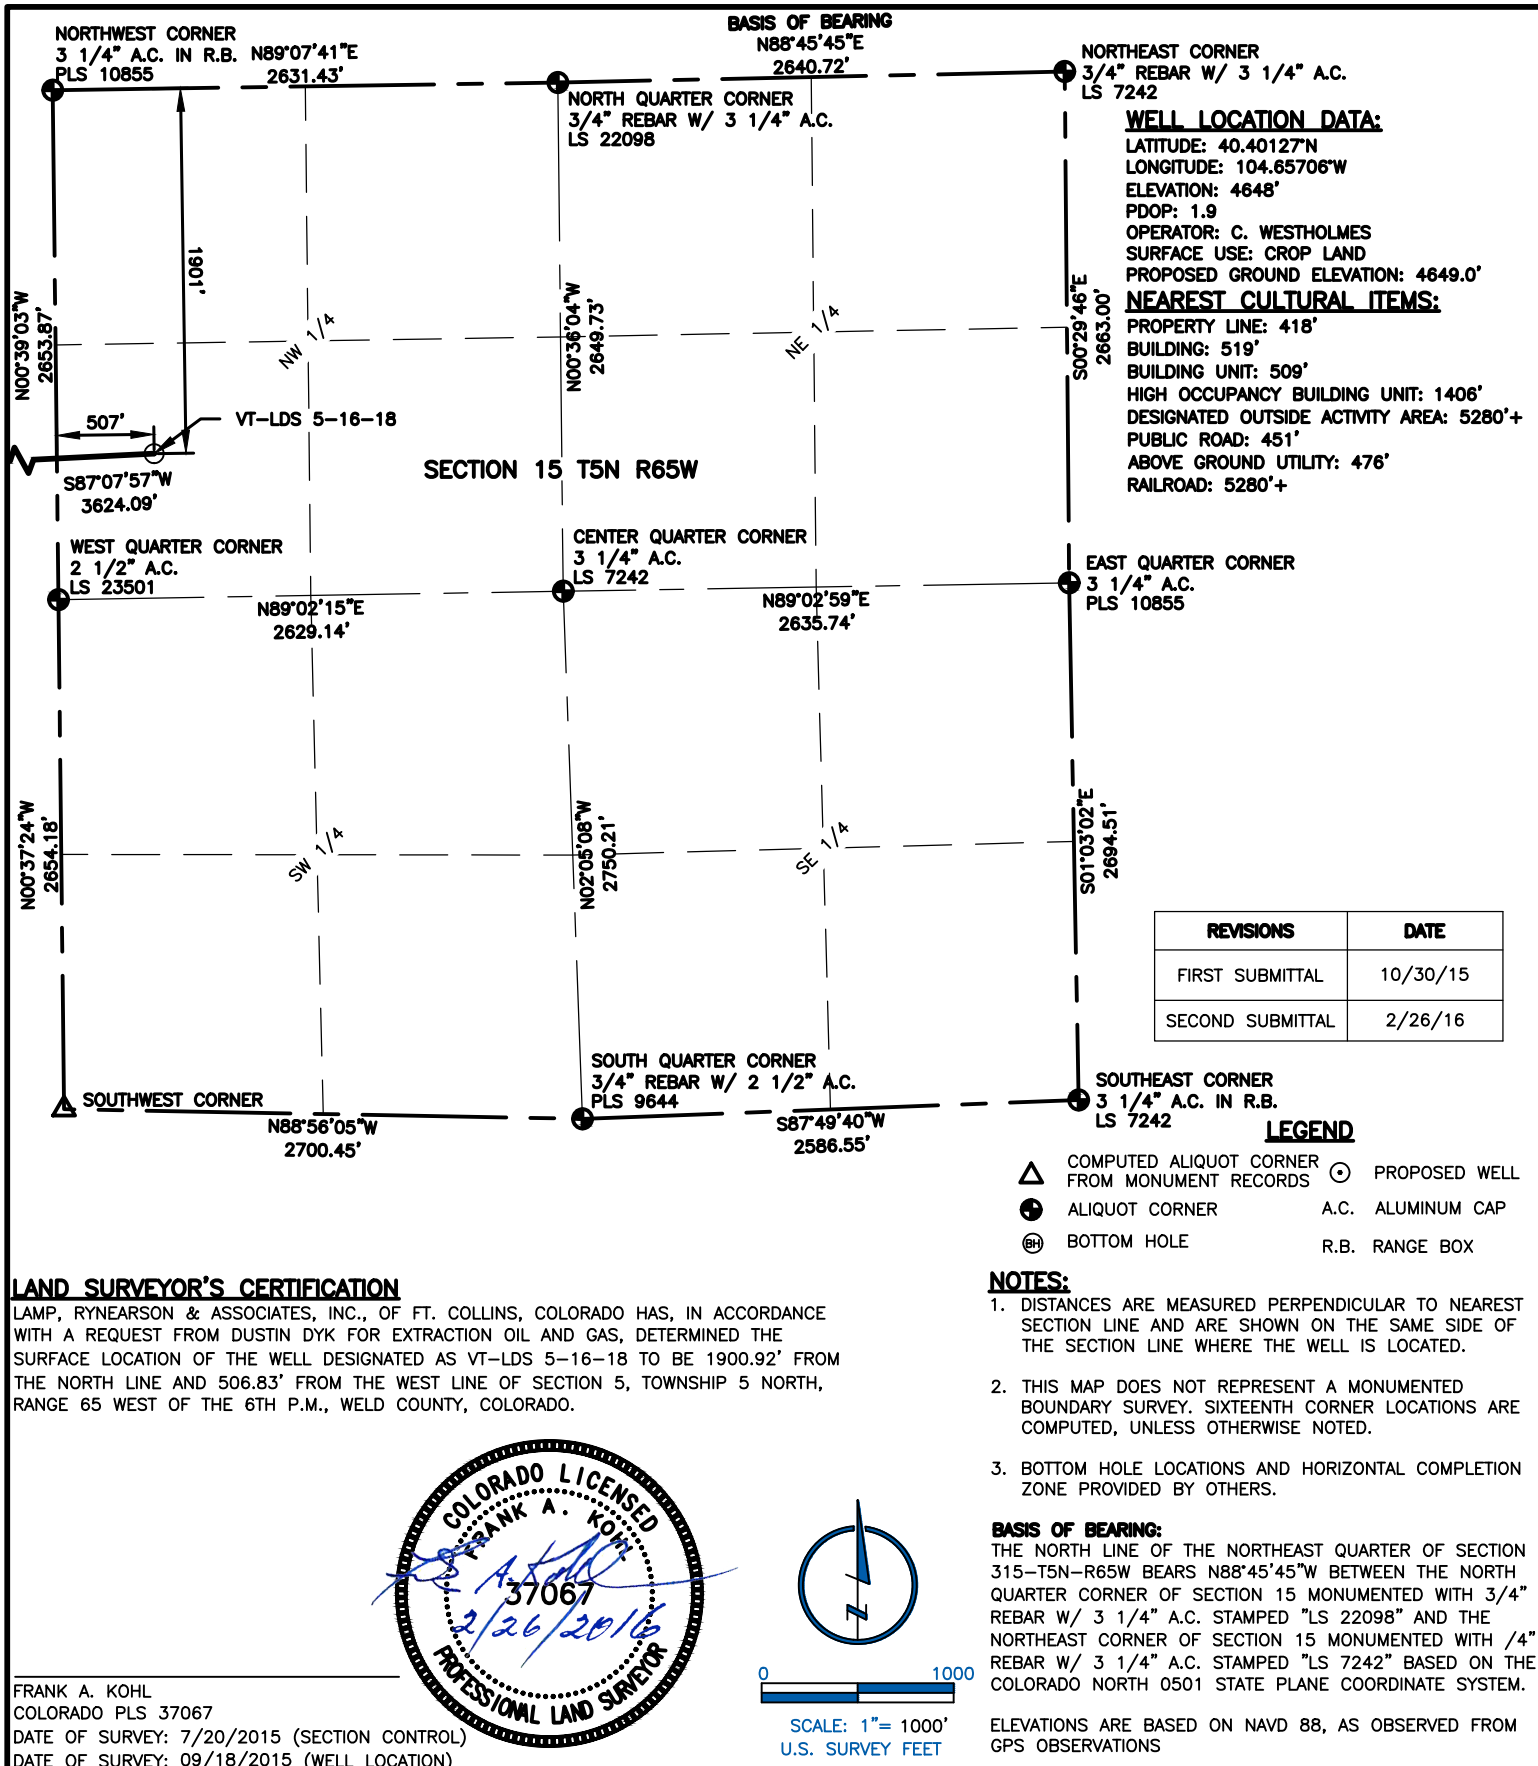 NORTHWEST CORNER
3 1/4" A.C. IN R.B.
PLS 10855
N89°07'41"E
2631.43'
BASIS OF BEARING
N88°45'45"E
2640.72'
NORTHEAST CORNER
3/4" REBAR W/ 3 1/4" A.C.
LS 7242
NORTH QUARTER CORNER
3/4" REBAR W/ 3 1/4" A.C.
LS 22098
WELL LOCATION DATA:
LATITUDE: 40.40127°N
LONGITUDE: 104.65706°W
ELEVATION: 4648'
PDOP: 1.9
OPERATOR: C. WESTHOLMES
SURFACE USE: CROP LAND
PROPOSED GROUND ELEVATION: 4649.0'
NEAREST CULTURAL ITEMS:
PROPERTY LINE: 418'
BUILDING: 519'
BUILDING UNIT: 509'
HIGH OCCUPANCY BUILDING UNIT: 1406'
DESIGNATED OUTSIDE ACTIVITY AREA: 5280'+
PUBLIC ROAD: 451'
ABOVE GROUND UTILITY: 476'
RAILROAD: 5280'+
1901'
N00°39'03"W
2653.87'
NW 1/4
N00°36'04"W
2649.73'
NE 1/4
S00°29'46"E
2663.00'
507'
VT-LDS 5-16-18
S87°07'57"W
3624.09'
SECTION 15 T5N R65W
WEST QUARTER CORNER
2 1/2" A.C.
LS 23501
CENTER QUARTER CORNER
3 1/4" A.C.
LS 7242
EAST QUARTER CORNER
3 1/4" A.C.
PLS 10855
N89°02'15"E
2629.14'
N89°02'59"E
2635.74'
N00°37'24"W
2654.18'
SW 1/4
N02°05'08"W
2750.21'
SE 1/4
S01°03'02"E
2694.51'
REVISIONS DATE
FIRST SUBMITTAL 10/30/15
SECOND SUBMITTAL 2/26/16
SOUTHWEST CORNER
SOUTH QUARTER CORNER
3/4" REBAR W/ 2 1/2" A.C.
PLS 9644
SOUTHEAST CORNER
3 1/4" A.C. IN R.B.
LS 7242
N88°56'05"W
2700.45'
S87°49'40"W
2586.55'
LEGEND
COMPUTED ALIQUOT CORNER
FROM MONUMENT RECORDS
PROPOSED WELL
ALIQUOT CORNER
A.C. ALUMINUM CAP
BH BOTTOM HOLE
R.B. RANGE BOX
LAND SURVEYOR'S CERTIFICATION
LAMP, RYNEARSON & ASSOCIATES, INC., OF FT. COLLINS, COLORADO HAS, IN ACCORDANCE
WITH A REQUEST FROM DUSTIN DYK FOR EXTRACTION OIL AND GAS, DETERMINED THE
SURFACE LOCATION OF THE WELL DESIGNATED AS VT-LDS 5-16-18 TO BE 1900.92' FROM
THE NORTH LINE AND 506.83' FROM THE WEST LINE OF SECTION 5, TOWNSHIP 5 NORTH,
RANGE 65 WEST OF THE 6TH P.M., WELD COUNTY, COLORADO.
NOTES:
1. DISTANCES ARE MEASURED PERPENDICULAR TO NEAREST
SECTION LINE AND ARE SHOWN ON THE SAME SIDE OF
THE SECTION LINE WHERE THE WELL IS LOCATED.
2. THIS MAP DOES NOT REPRESENT A MONUMENTED
BOUNDARY SURVEY. SIXTEENTH CORNER LOCATIONS ARE
COMPUTED, UNLESS OTHERWISE NOTED.
3. BOTTOM HOLE LOCATIONS AND HORIZONTAL COMPLETION
ZONE PROVIDED BY OTHERS.
BASIS OF BEARING:
THE NORTH LINE OF THE NORTHEAST QUARTER OF SECTION
315-T5N-R65W BEARS N88°45'45"W BETWEEN THE NORTH
QUARTER CORNER OF SECTION 15 MONUMENTED WITH 3/4"
REBAR W/ 3 1/4" A.C. STAMPED "LS 22098" AND THE
NORTHEAST CORNER OF SECTION 15 MONUMENTED WITH /4"
REBAR W/ 3 1/4" A.C. STAMPED "LS 7242" BASED ON THE
COLORADO NORTH 0501 STATE PLANE COORDINATE SYSTEM.
ELEVATIONS ARE BASED ON NAVD 88, AS OBSERVED FROM
GPS OBSERVATIONS
COLORADO LICENSED
FRANK A. KOHL
A. Kohl
37067
2/26/2016
PROFESSIONAL LAND SURVEYOR
N
0 1000
SCALE: 1"= 1000'
U.S. SURVEY FEET
FRANK A. KOHL
COLORADO PLS 37067
DATE OF SURVEY: 7/20/2015 (SECTION CONTROL)
DATE OF SURVEY: 09/18/2015 (WELL LOCATION)